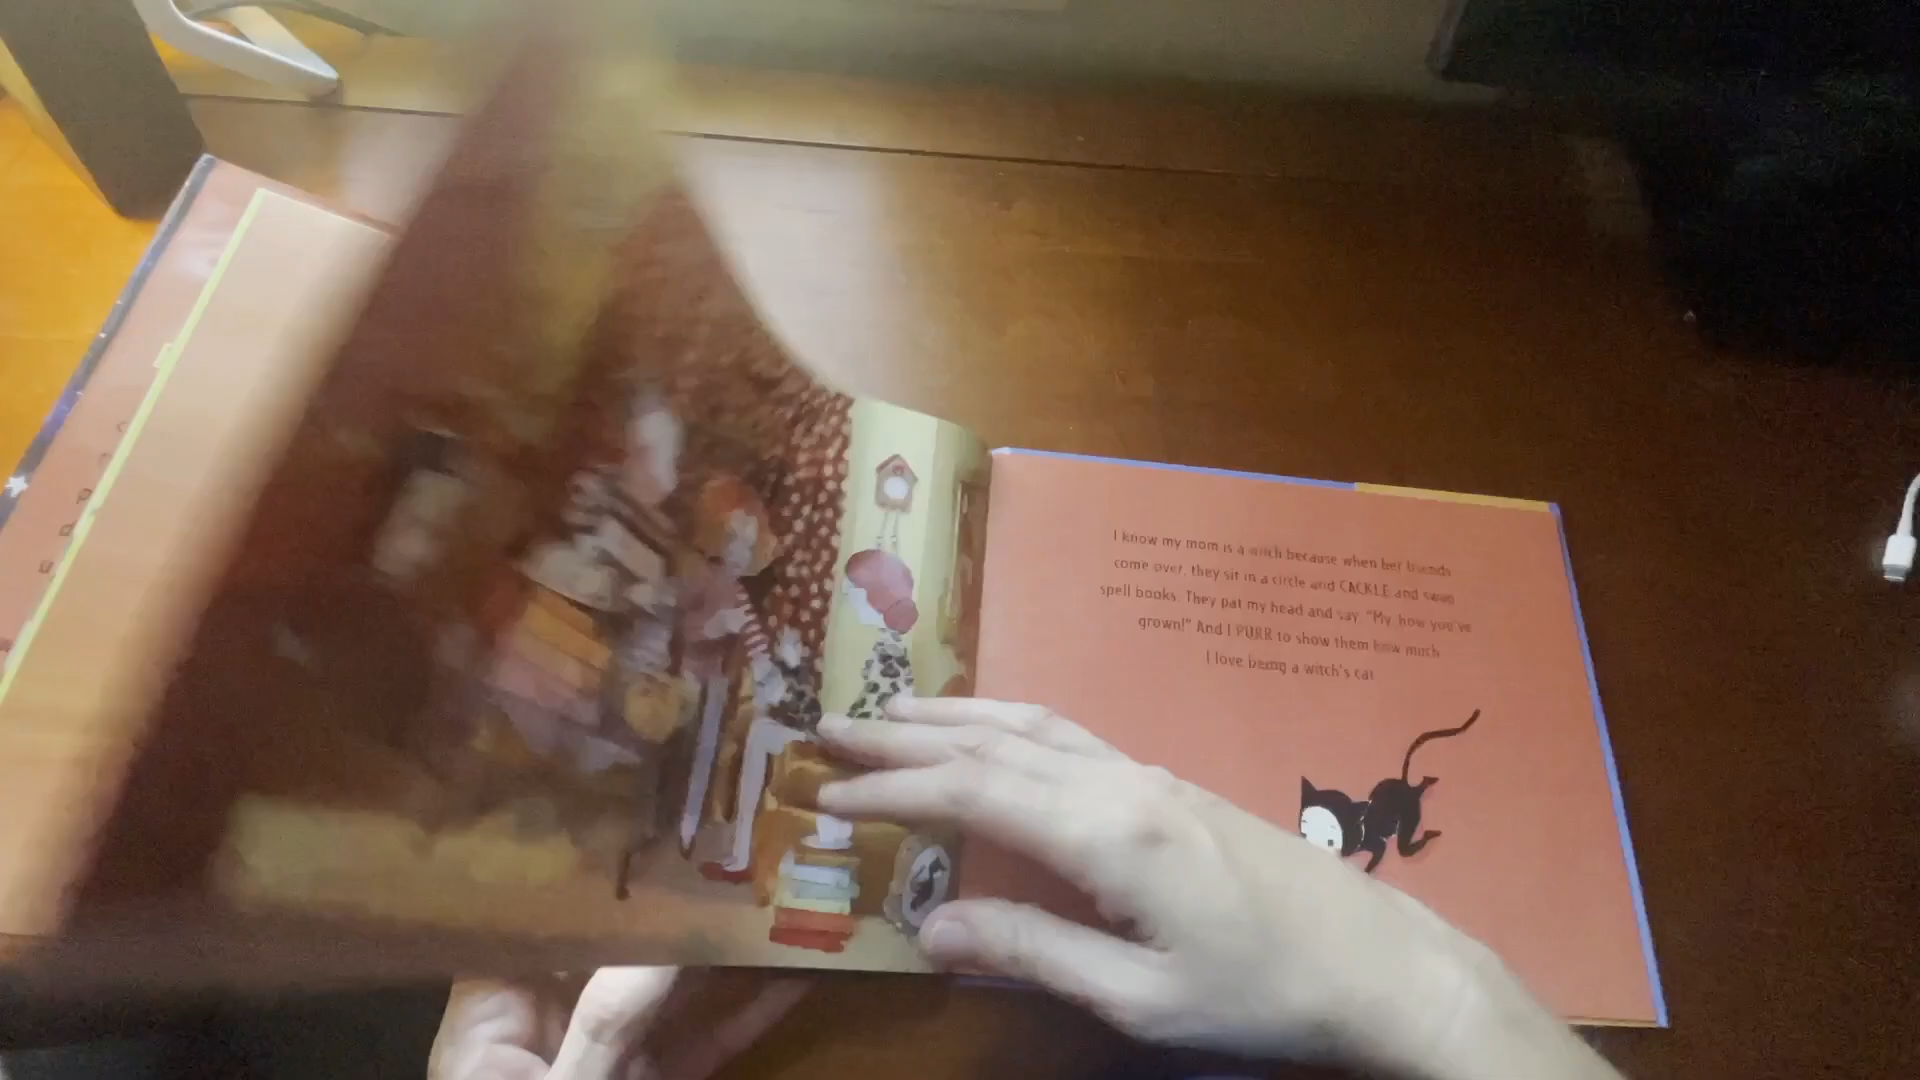 I know my mom is a witch because when her friends
come over, they sit in a circle and CACKLE and swap
spell books. They pat my head and say, "My, how you've
grown!" And I PURR to show them how much
I love being a witch's cat.